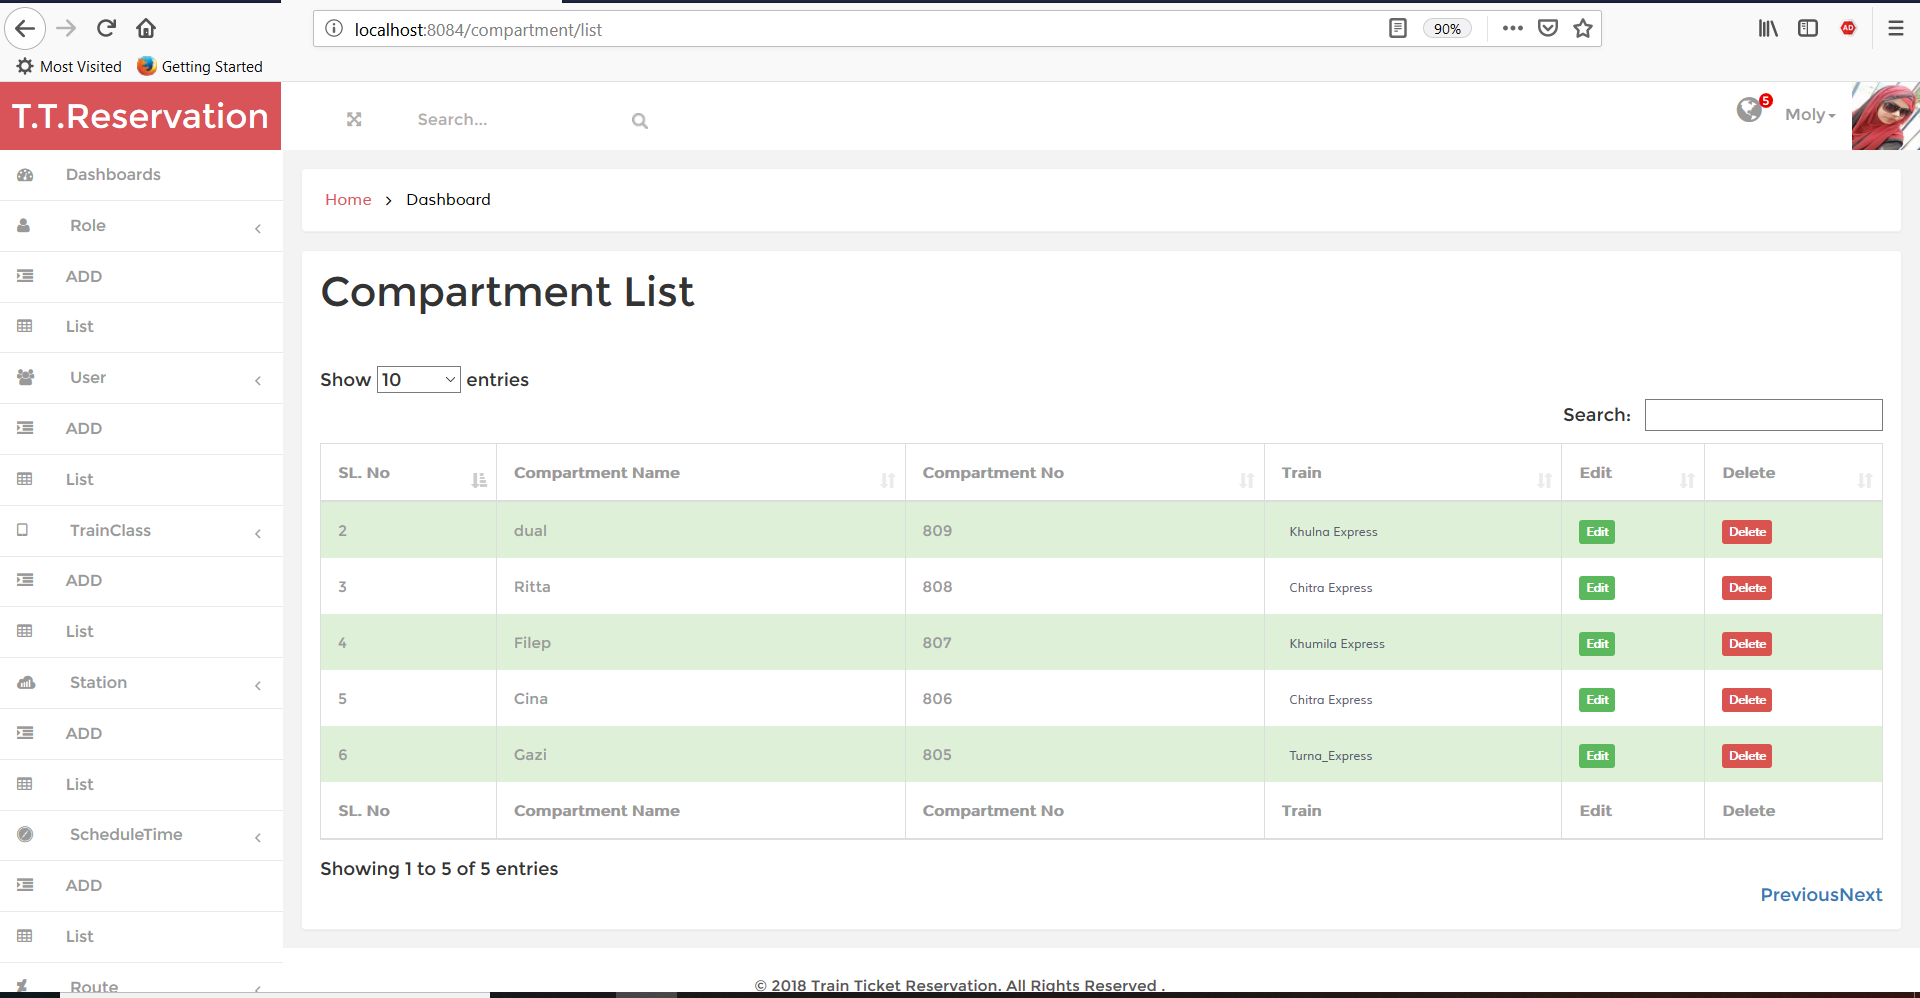 localhost:8084/compartment/list
90%
Most Visited
Getting Started
T.T.Reservation
Search...
5
Moly
Dashboards
Role
ADD
List
User
ADD
List
TrainClass
ADD
List
Station
ADD
List
ScheduleTime
ADD
List
Route
Home > Dashboard
Compartment List
Show 10 entries
Search:
SL. No Compartment Name Compartment No Train Edit Delete
2 dual 809 Khulna Express Edit Delete
3 Ritta 808 Chitra Express Edit Delete
4 Filep 807 Khumila Express Edit Delete
5 Cina 806 Chitra Express Edit Delete
6 Gazi 805 Turna_Express Edit Delete
SL. No Compartment Name Compartment No Train Edit Delete
Showing 1 to 5 of 5 entries
PreviousNext
© 2018 Train Ticket Reservation. All Rights Reserved .